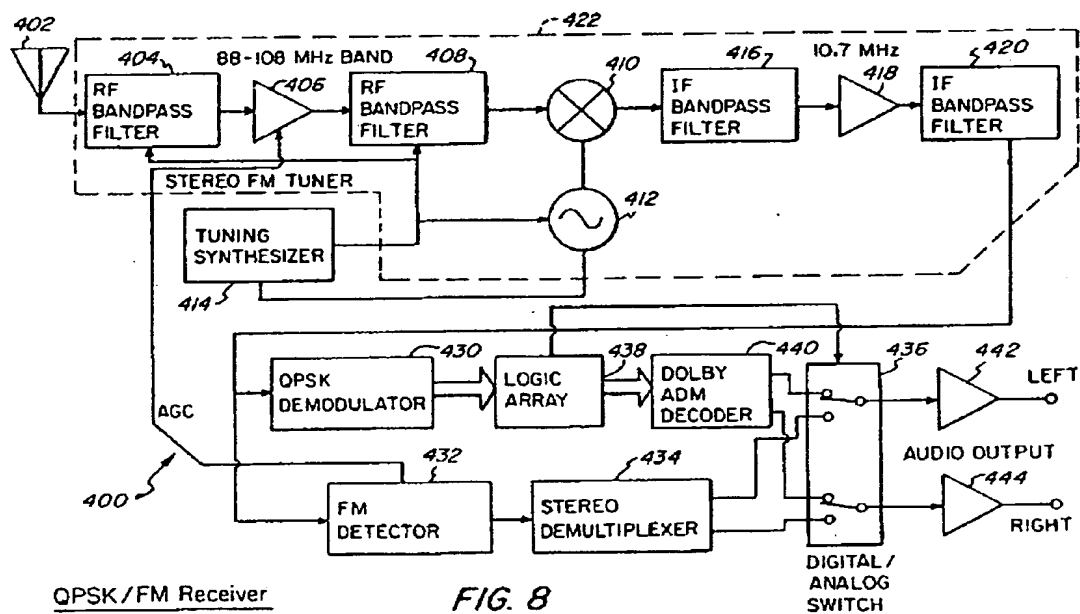 402
422
404
88-108 MHz BAND
408
410
416
10.7 MHz
420
RF
BANDPASS
FILTER
406
RF
BANDPASS
FILTER
IF
BANDPASS
FILTER
418
IF
BANDPASS
FILTER
STEREO FM TUNER
412
TUNING
SYNTHESIZER
414
430
438
440
436
442
QPSK
DEMODULATOR
LOGIC
ARRAY
DOLBY
ADM
DECODER
LEFT
AGC
400
432
434
AUDIO OUTPUT
444
FM
DETECTOR
STEREO
DEMULTIPLEXER
RIGHT
DIGITAL/
ANALOG
SWITCH
QPSK/FM Receiver
FIG. 8